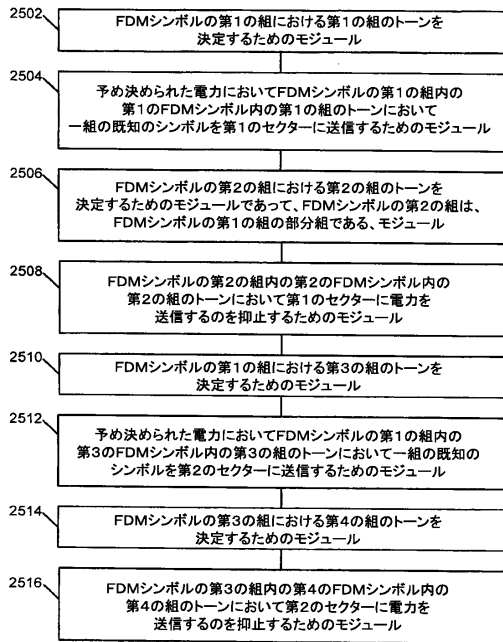 2502
FDMシンボルの第1の組における第1の組のトーンを
決定するためのモジュール
2504
予め決められた電力においてFDMシンボルの第1の組内の
第1のFDMシンボル内の第1の組のトーンにおいて
一組の既知のシンボルを第1のセクターに送信するためのモジュール
2506
FDMシンボルの第2の組における第2の組のトーンを
決定するためのモジュールであって、FDMシンボルの第2の組は、
FDMシンボルの第1の組の部分組である、モジュール
2508
FDMシンボルの第2の組内の第2のFDMシンボル内の
第2の組のトーンにおいて第1のセクターに電力を
送信するのを抑止するためのモジュール
2510
FDMシンボルの第1の組における第3の組のトーンを
決定するためのモジュール
2512
予め決められた電力においてFDMシンボルの第1の組内の
第3のFDMシンボル内の第3の組のトーンにおいて一組の既知の
シンボルを第2のセクターに送信するためのモジュール
2514
FDMシンボルの第3の組における第4の組のトーンを
決定するためのモジュール
2516
FDMシンボルの第3の組内の第4のFDMシンボル内の
第4の組のトーンにおいて第2のセクターに電力を
送信するのを抑止するためのモジュール